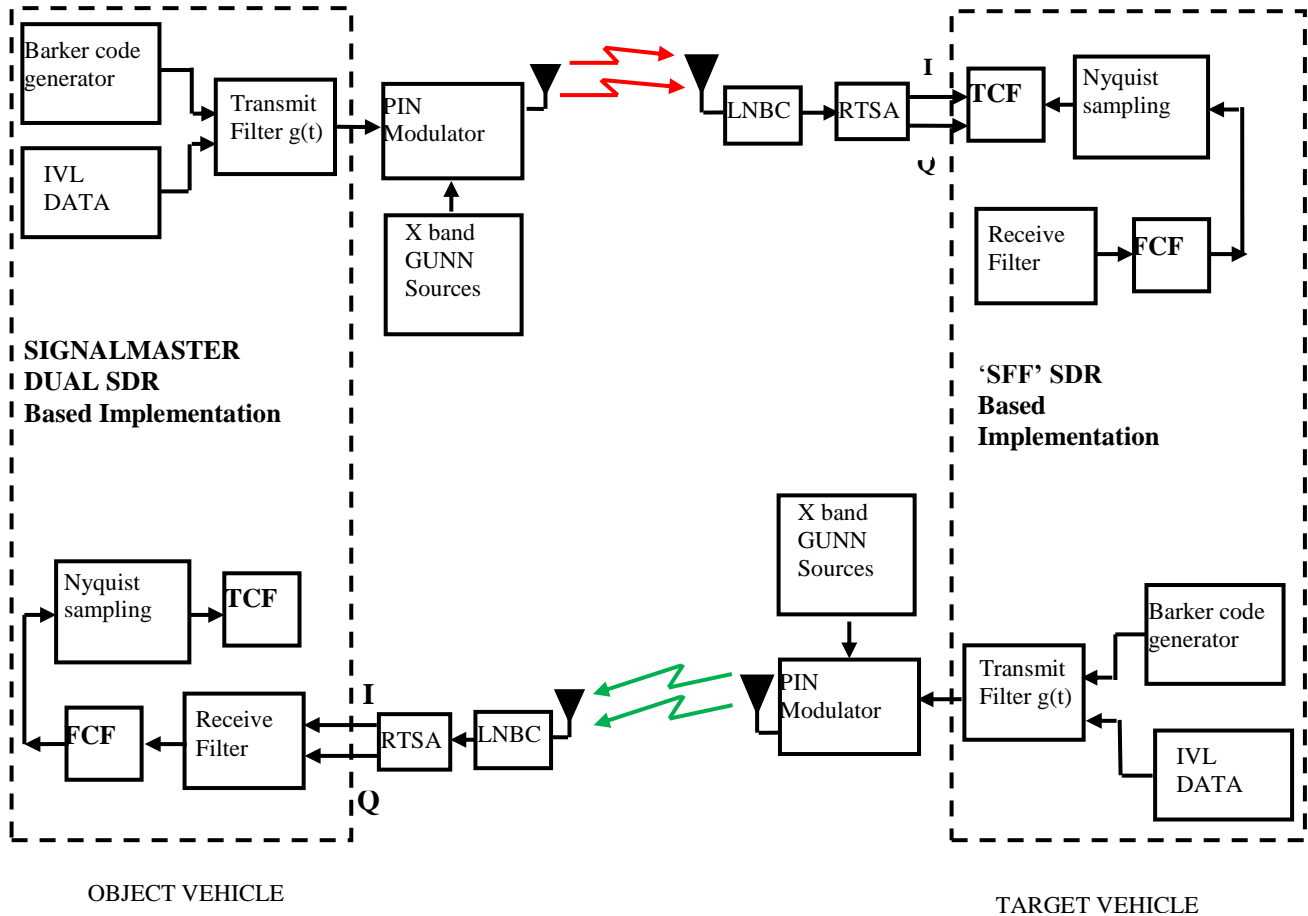 Barker code
generator
IVL
DATA
Transmit
Filter g(t)
PIN
Modulator
X band
GUNN
Sources
LNBC
RTSA
I
Q
TCF
Nyquist
sampling
Receive
Filter
FCF
SIGNALMASTER
DUAL SDR
Based Implementation
‘SFF’ SDR
Based
Implementation
Nyquist
sampling
TCF
FCF
Receive
Filter
I
Q
RTSA
LNBC
X band
GUNN
Sources
PIN
Modulator
Transmit
Filter g(t)
Barker code
generator
IVL
DATA
OBJECT VEHICLE
TARGET VEHICLE